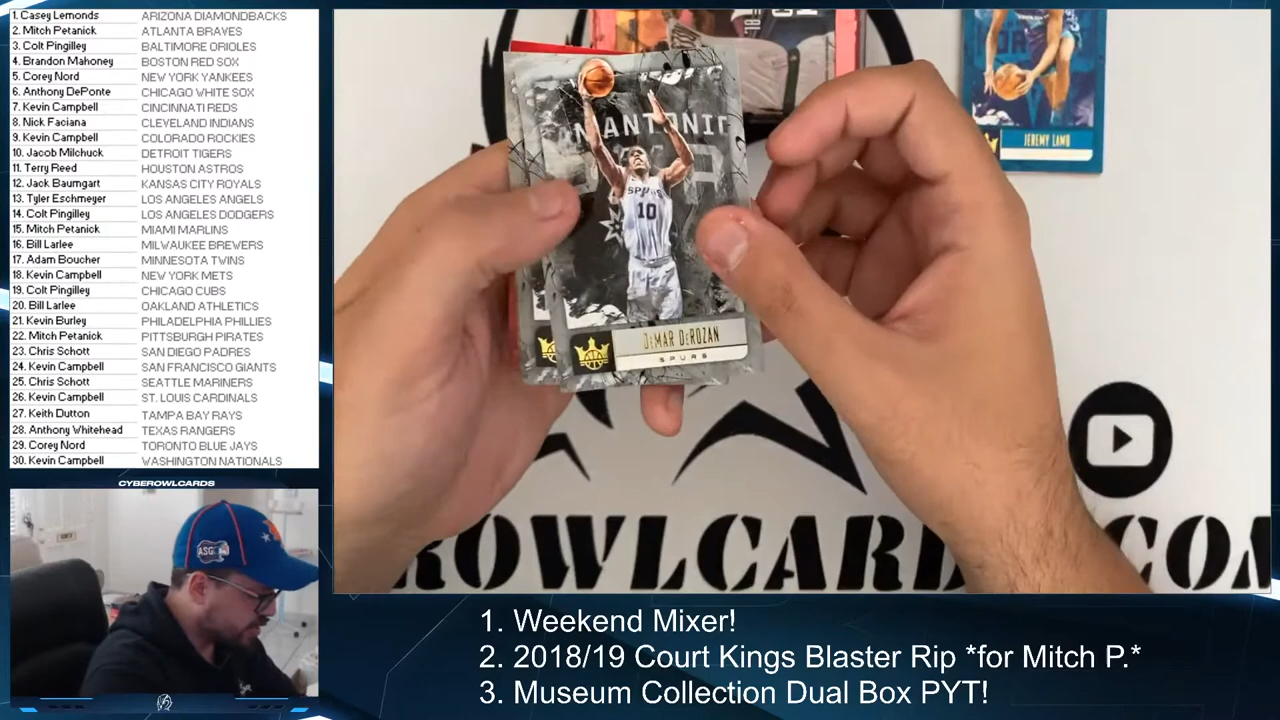 1. Casey Lemonds ARIZONA DIAMONDBACKS
2. Mitch Petanick ATLANTA BRAVES
3. Colt Pingilley BALTIMORE ORIOLES
4. Brandon Mahoney BOSTON RED SOX
5. Corey Nord NEW YORK YANKEES
6. Anthony DePonte CHICAGO WHITE SOX
7. Kevin Campbell CINCINNATI REDS
8. Nick Faciana CLEVELAND INDIANS
9. Kevin Campbell COLORADO ROCKIES
10. Jacob Milchuck DETROIT TIGERS
11. Terry Reed HOUSTON ASTROS
12. Jack Baumgart KANSAS CITY ROYALS
13. Tyler Eschmeyer LOS ANGELES ANGELS
14. Colt Pingilley LOS ANGELES DODGERS
15. Mitch Petanick MIAMI MARLINS
16. Bill Larlee MILWAUKEE BREWERS
17. Adam Boucher MINNESOTA TWINS
18. Kevin Campbell NEW YORK METS
19. Colt Pingilley CHICAGO CUBS
20. Bill Larlee OAKLAND ATHLETICS
21. Kevin Burley PHILADELPHIA PHILLIES
22. Mitch Petanick PITTSBURGH PIRATES
23. Chris Schott SAN DIEGO PADRES
24. Kevin Campbell SAN FRANCISCO GIANTS
25. Chris Schott SEATTLE MARINERS
26. Kevin Campbell ST. LOUIS CARDINALS
27. Keith Dutton TAMPA BAY RAYS
28. Anthony Whitehead TEXAS RANGERS
29. Corey Nord TORONTO BLUE JAYS
30. Kevin Campbell WASHINGTON NATIONALS
CYBEROWLCARDS
ASG
SPURS
10
DEMAR DEROZAN
SPURS
JEREMY LAMB
ROWLCARD
COM
1. Weekend Mixer!
2. 2018/19 Court Kings Blaster Rip *for Mitch P.*
3. Museum Collection Dual Box PYT!